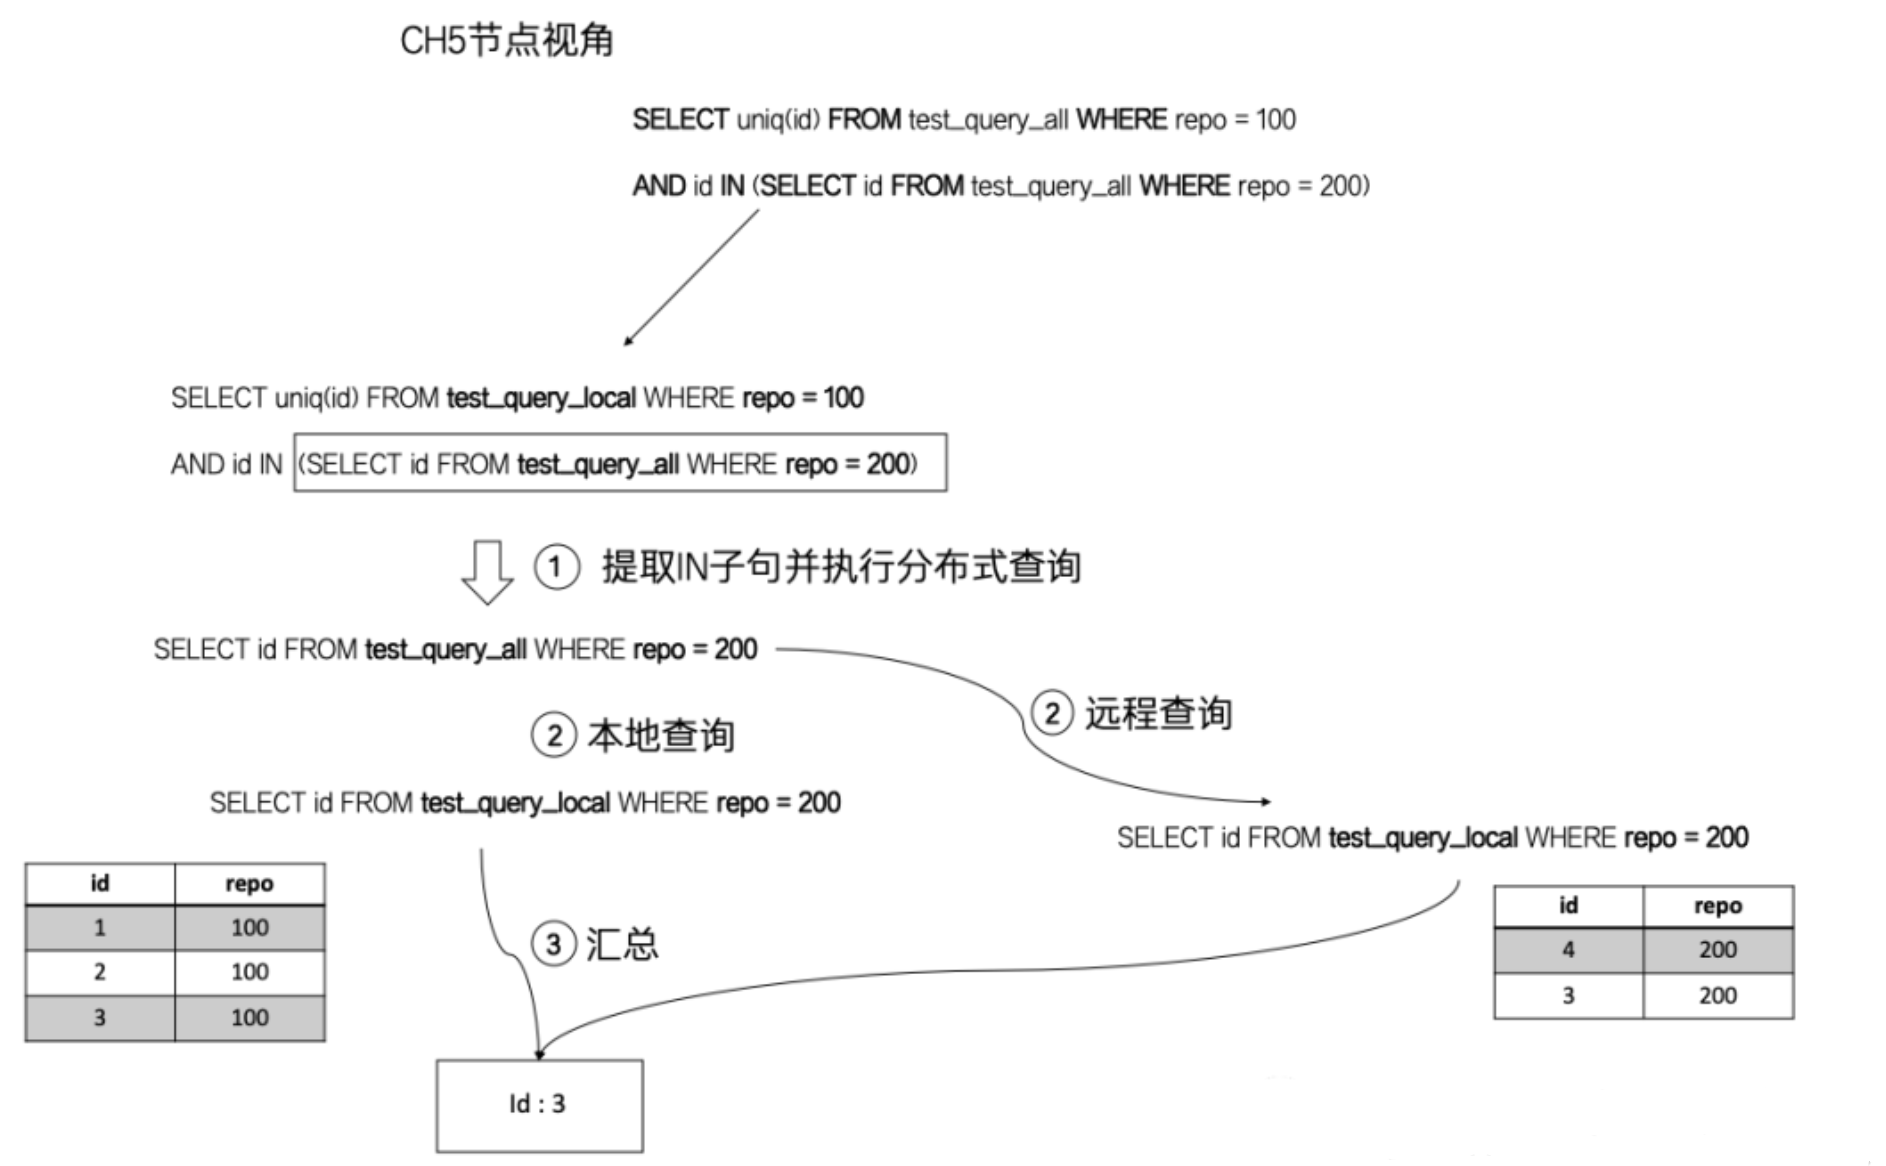 CH5节点视角
SELECT uniq(id) FROM test_query_all WHERE repo = 100
AND id IN (SELECT id FROM test_query_all WHERE repo = 200)
SELECT uniq(id) FROM test_query_local WHERE repo = 100
AND id IN (SELECT id FROM test_query_all WHERE repo = 200)
① 提取IN子句并执行分布式查询
SELECT id FROM test_query_all WHERE repo = 200
② 远程查询
② 本地查询
SELECT id FROM test_query_local WHERE repo = 200
SELECT id FROM test_query_local WHERE repo = 200
id repo
1 100
2 100
3 100
③ 汇总
id repo
4 200
3 200
Id : 3